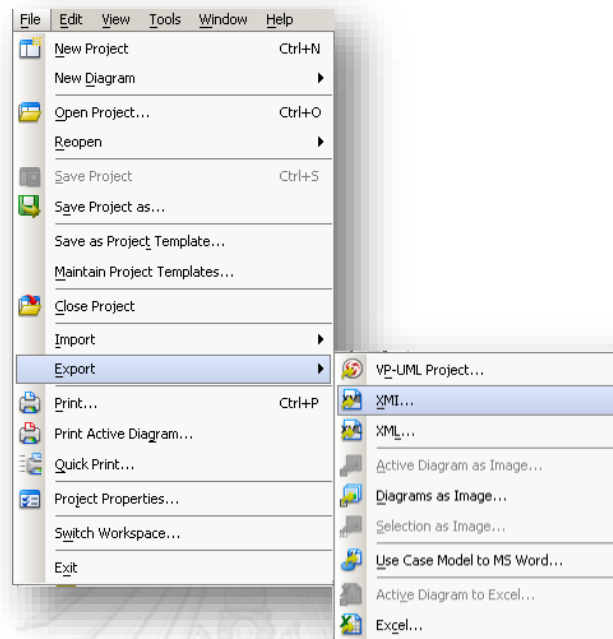 File Edit View Tools Window Help
New Project Ctrl+N
New Diagram
Open Project... Ctrl+O
Reopen
Save Project Ctrl+S
Save Project as...
Save as Project Template...
Maintain Project Templates...
Close Project
Import
Export
Print... Ctrl+P
Print Active Diagram...
Quick Print...
Project Properties...
Switch Workspace...
Exit
VP-UML Project...
XMI...
XML...
Active Diagram as Image...
Diagrams as Image...
Selection as Image...
Use Case Model to MS Word...
Active Diagram to Excel...
Excel...